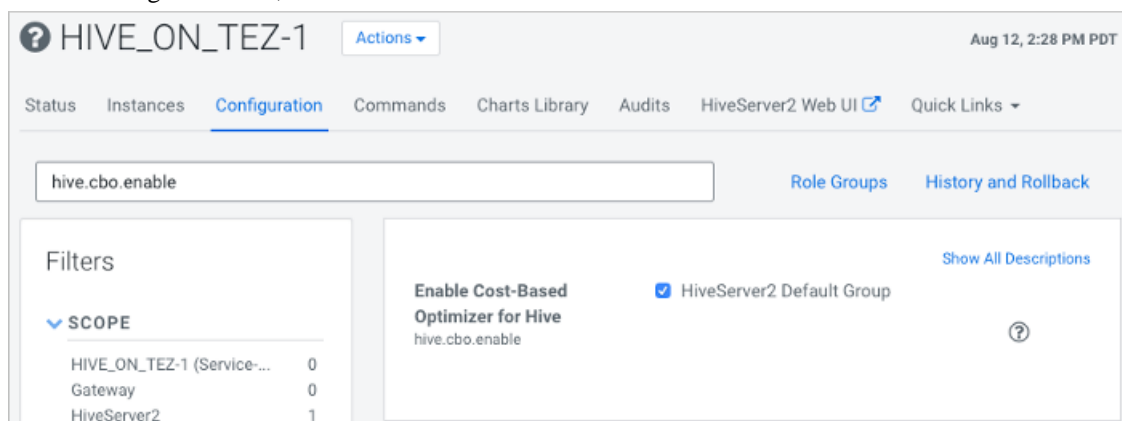 HIVE_ON_TEZ-1 Actions Aug 12, 2:28 PM PDT
Status Instances Configuration Commands Charts Library Audits HiveServer2 Web UI Quick Links
hive.cbo.enable Role Groups History and Rollback
Filters
Show All Descriptions
Enable Cost-Based HiveServer2 Default Group
Optimizer for Hive
hive.cbo.enable
SCOPE
HIVE_ON_TEZ-1 (Service-... 0
Gateway 0
HiveServer2 1